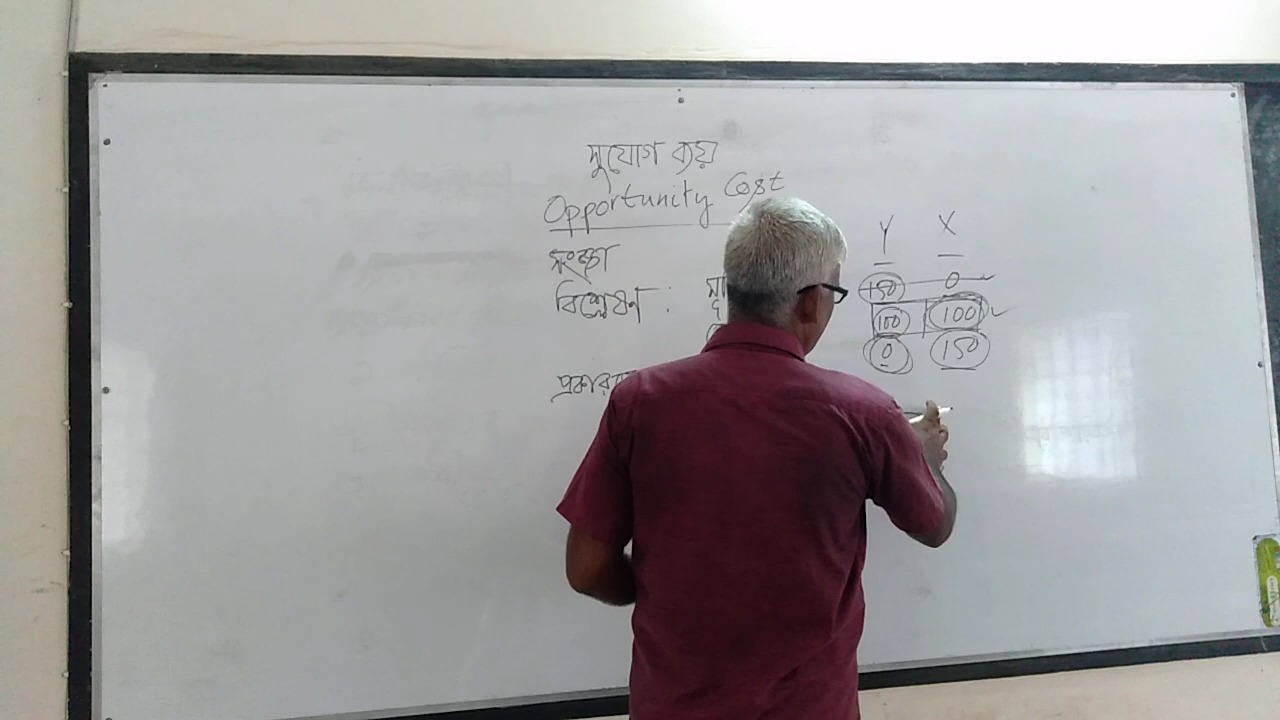 সুযোগ ব্যয়
Opportunity Cost
সংজ্ঞা
বিশ্লেষণ :
Y X
150 0
100 100
0 150